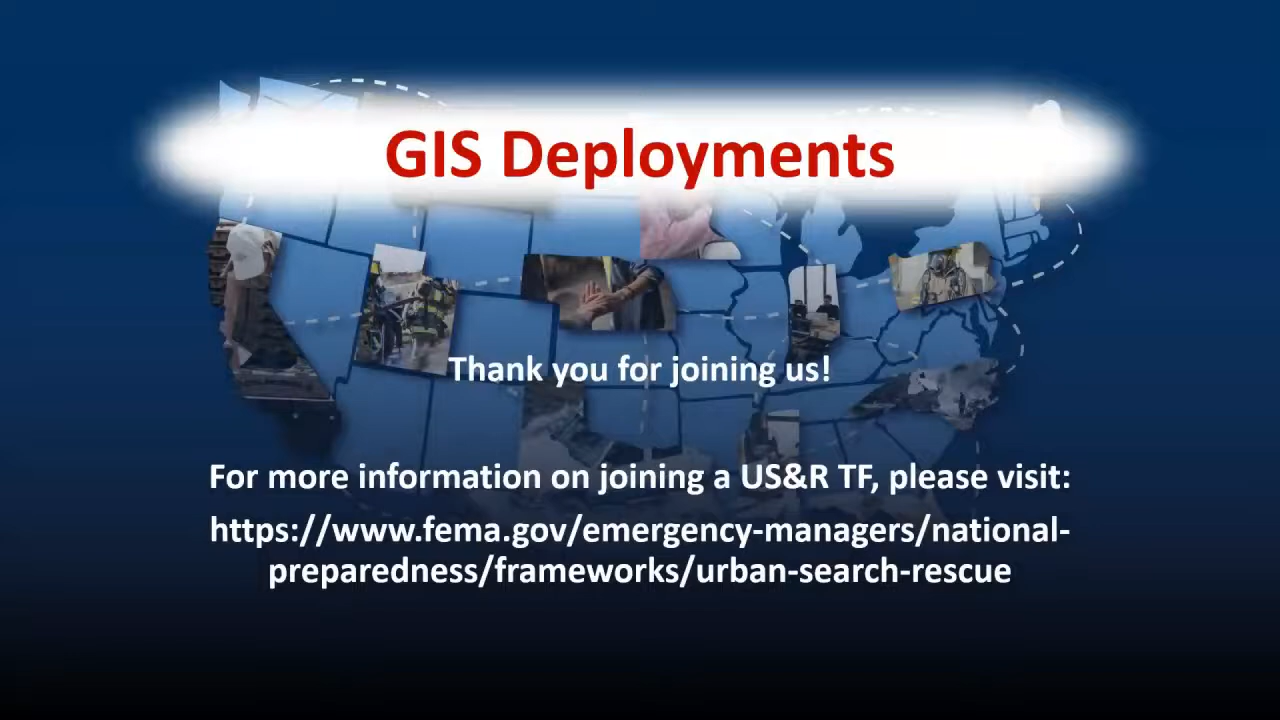 GIS Deployments
Thank you for joining us!
For more information on joining a US&R TF, please visit:
https://www.fema.gov/emergency-managers/national-
preparedness/frameworks/urban-search-rescue